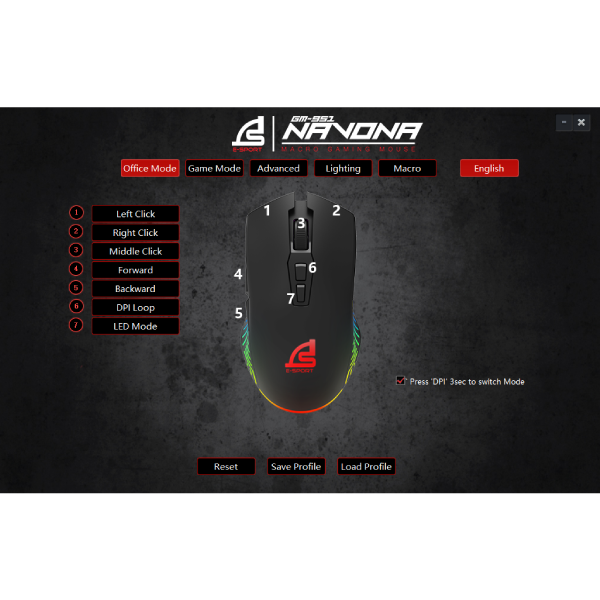 GM-951
NAVONA
E-SPORT
MACRO GAMING MOUSE
Office Mode Game Mode Advanced Lighting Macro English
1 Left Click
2 Right Click
3 Middle Click
4 Forward
5 Backward
6 DPI Loop
7 LED Mode
1 2
3
6
4
7
5
E-SPORT
Press 'DPI' 3sec to switch Mode
Reset Save Profile Load Profile